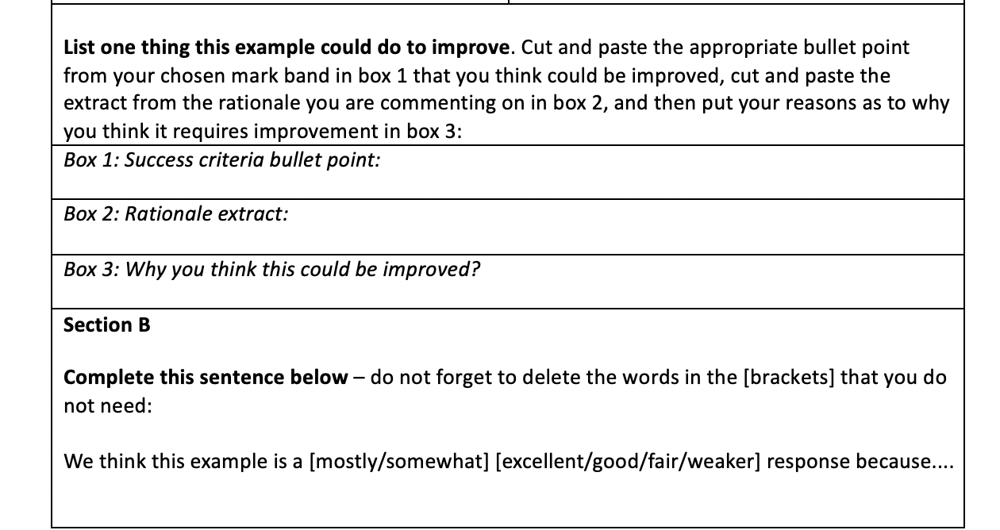 List one thing this example could do to improve. Cut and paste the appropriate bullet point
from your chosen mark band in box 1 that you think could be improved, cut and paste the
extract from the rationale you are commenting on in box 2, and then put your reasons as to why
you think it requires improvement in box 3:
Box 1: Success criteria bullet point:
Box 2: Rationale extract:
Box 3: Why you think this could be improved?
Section B
Complete this sentence below – do not forget to delete the words in the [brackets] that you do
not need:
We think this example is a [mostly/somewhat] [excellent/good/fair/weaker] response because....